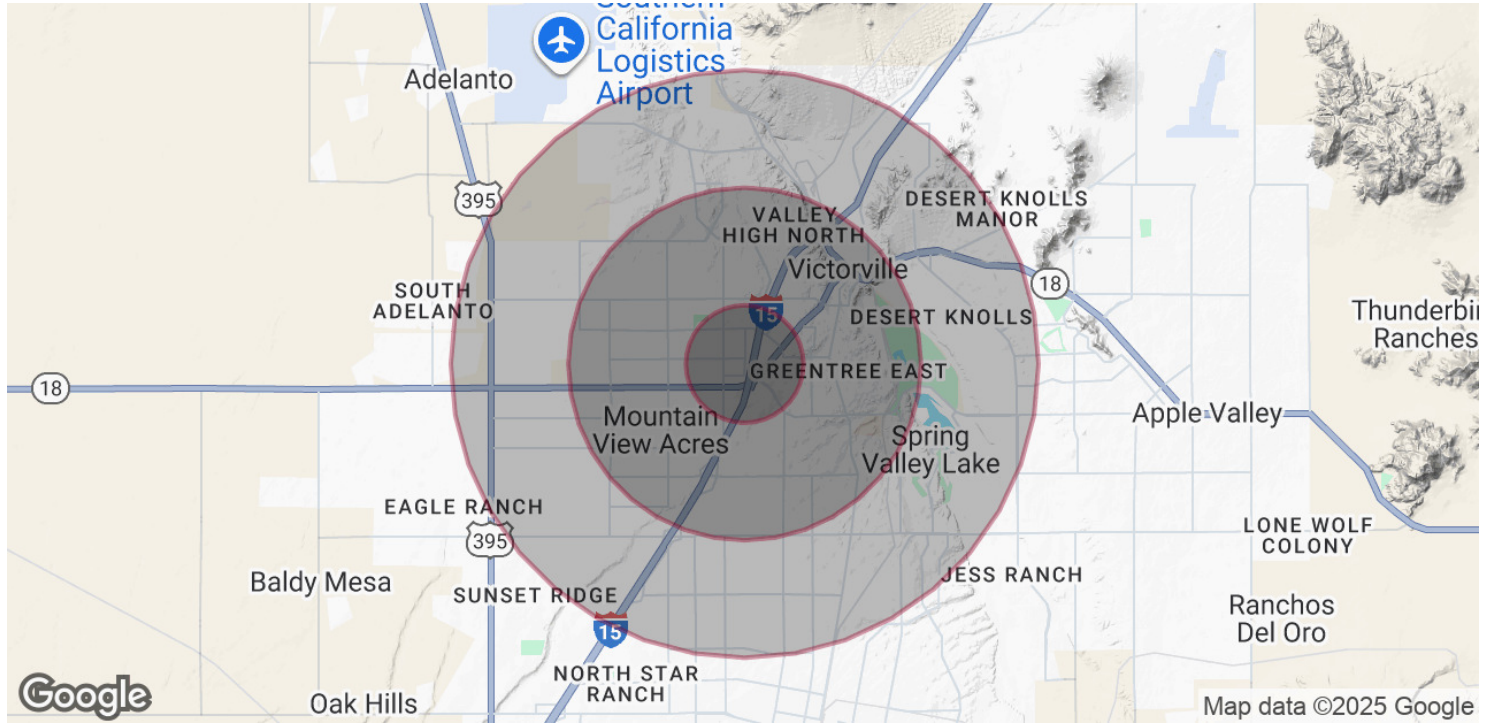 Southern
California
Logistics
Airport
Adelanto
395
DESERT KNOLLS
MANOR
VALLEY
HIGH NORTH
Victorville
18
SOUTH
ADELANTO
15
DESERT KNOLLS
Thunderbir
Ranches
GREENTREE EAST
18
Mountain
View Acres
Apple Valley
Spring
Valley Lake
EAGLE RANCH
395
LONE WOLF
COLONY
Baldy Mesa
SUNSET RIDGE
JESS RANCH
15
Ranchos
Del Oro
NORTH STAR
RANCH
Google
Oak Hills
Map data ©2025 Google